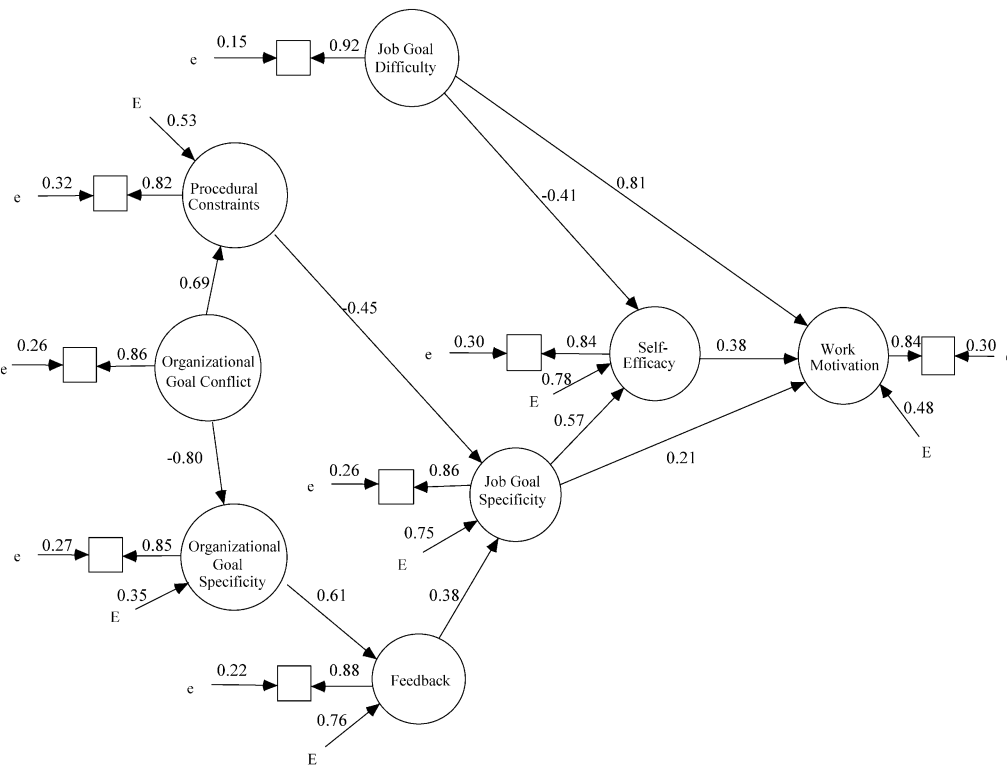 0.15
0.92
e
Job Goal
Difficulty
E
0.53
0.32
0.82
e
Procedural
Constraints
-0.41
0.81
0.69
-0.45
0.26
0.86
e
Organizational
Goal Conflict
0.30
0.84
e
Self-
Efficacy
0.38
Work
Motivation
0.84
0.30
e
0.78
E
0.48
E
0.57
0.21
-0.80
0.26
0.86
e
Job Goal
Specificity
0.75
E
0.27
0.85
e
Organizational
Goal
Specificity
0.35
E
0.61
0.38
0.22
0.88
e
Feedback
0.76
E